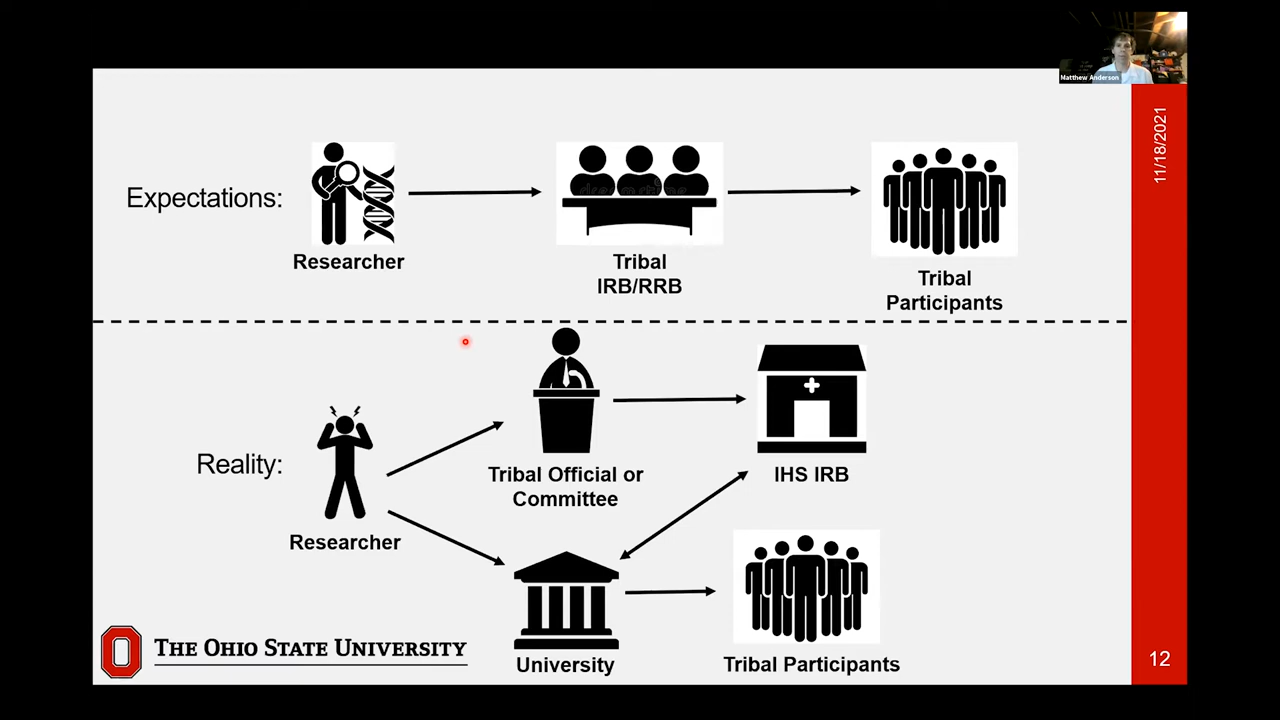 Matthew Anderson
11/18/2021
Expectations:
Researcher
Tribal
IRB/RRB
Tribal
Participants
Reality:
Researcher
Tribal Official or
Committee
IHS IRB
University
Tribal Participants
THE OHIO STATE UNIVERSITY
12